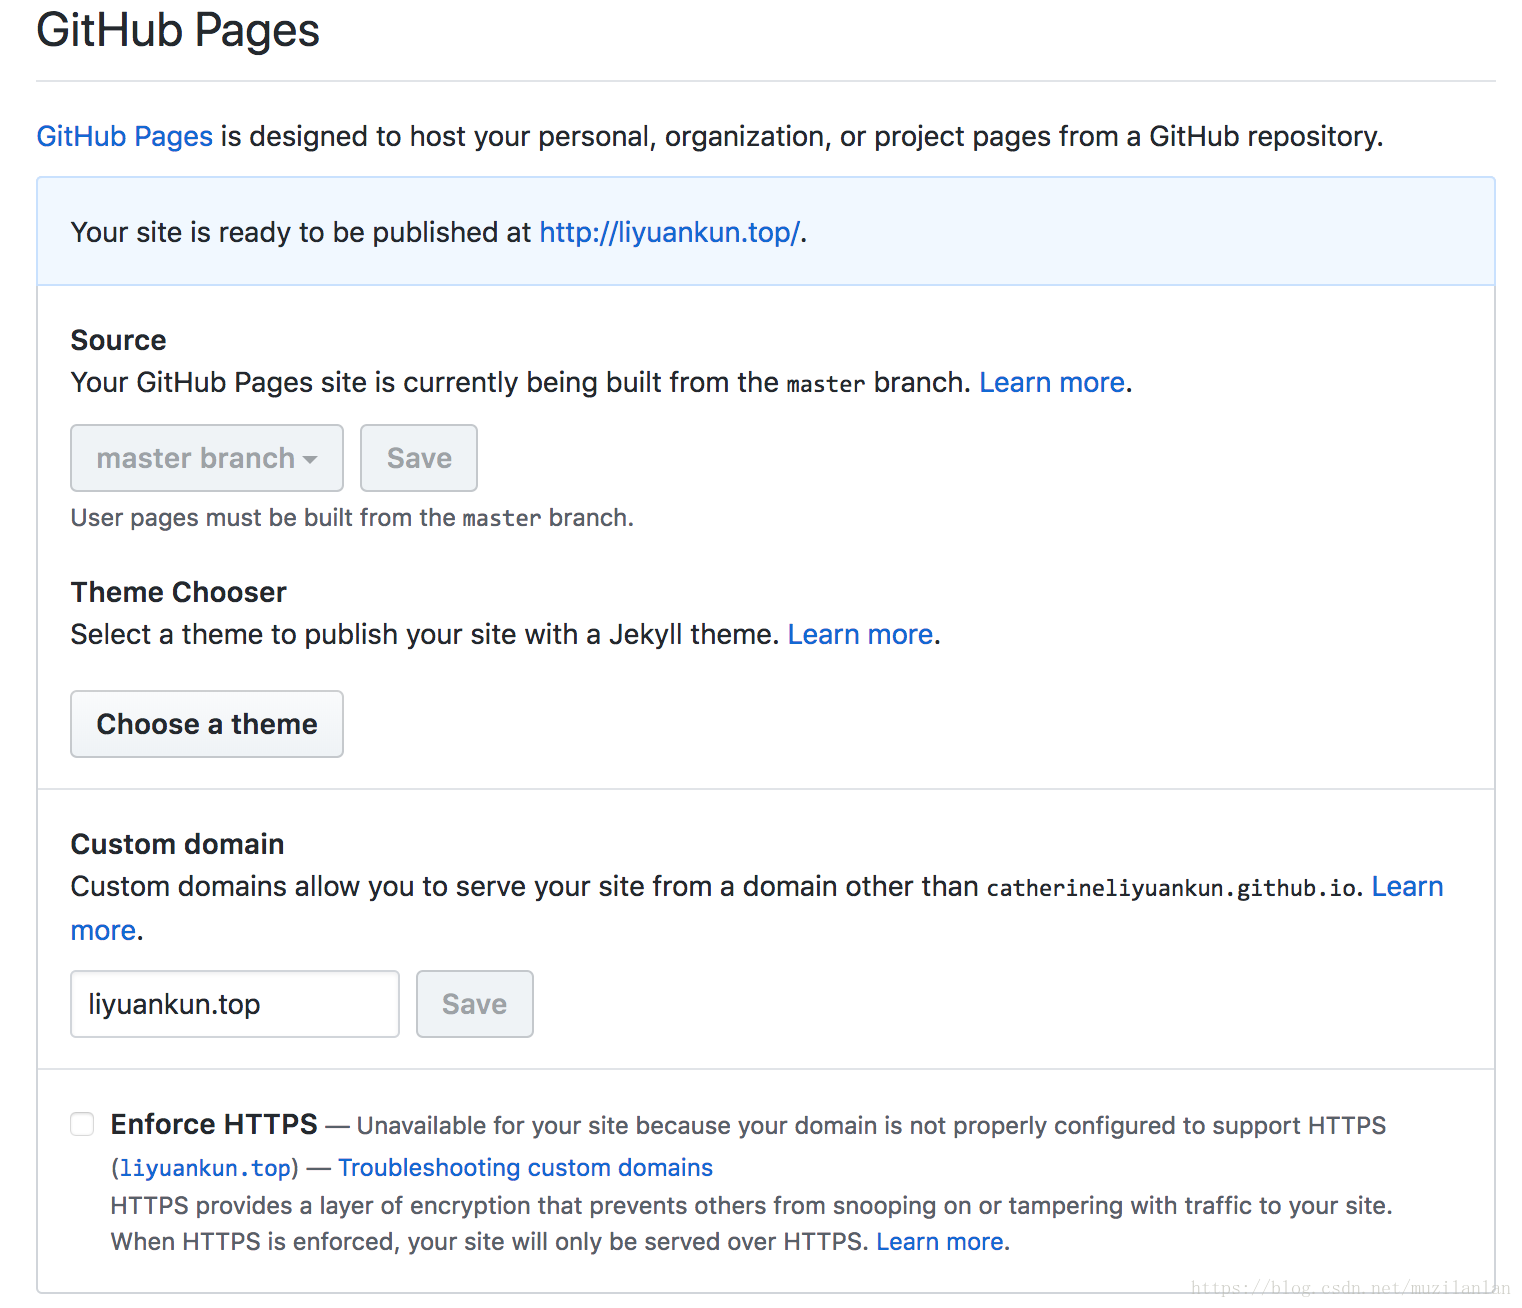 GitHub Pages
GitHub Pages is designed to host your personal, organization, or project pages from a GitHub repository.
Your site is ready to be published at http://liyuankun.top/.
Source
Your GitHub Pages site is currently being built from the master branch. Learn more.
master branch Save
User pages must be built from the master branch.
Theme Chooser
Select a theme to publish your site with a Jekyll theme. Learn more.
Choose a theme
Custom domain
Custom domains allow you to serve your site from a domain other than catherineliyuankun.github.io. Learn
more.
liyuankun.top Save
Enforce HTTPS — Unavailable for your site because your domain is not properly configured to support HTTPS
(liyuankun.top) — Troubleshooting custom domains
HTTPS provides a layer of encryption that prevents others from snooping on or tampering with traffic to your site.
When HTTPS is enforced, your site will only be served over HTTPS. Learn more.
https://blog.csdn.net/muzilanlan